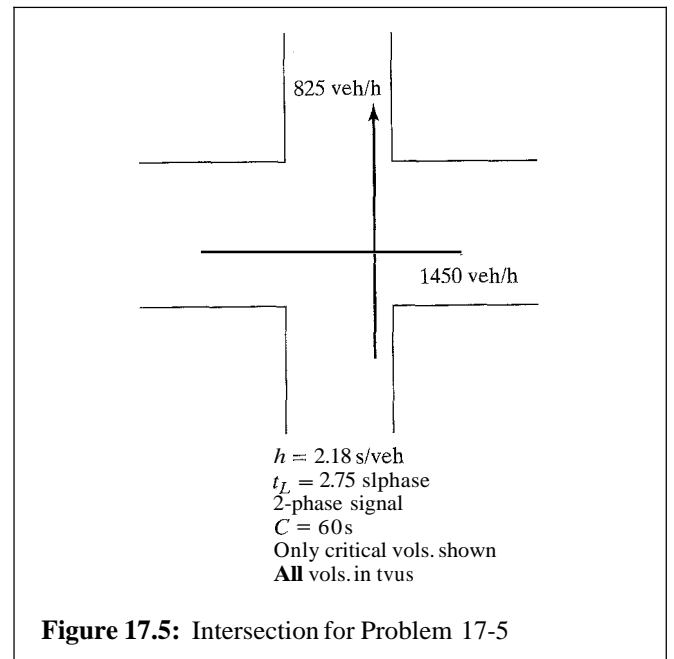 825 veh/h
1450 veh/h
h = 2.18 s/veh
t_L = 2.75 slphase
2-phase signal
C = 60s
Only critical vols. shown
All vols. in tvus
Figure 17.5: Intersection for Problem 17-5